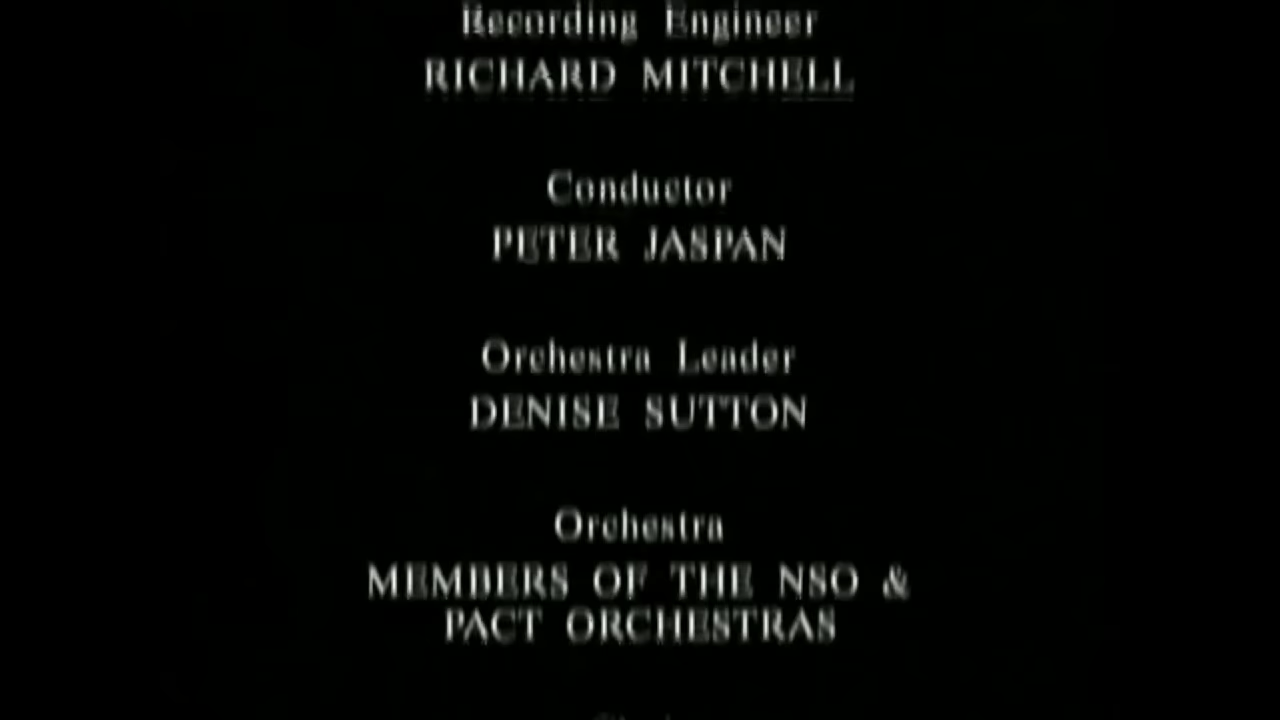 Recording Engineer
RICHARD MITCHELL
Conductor
PETER JASPAN
Orchestra Leader
DENISE SUTTON
Orchestra
MEMBERS OF THE NSO &
PACT ORCHESTRAS